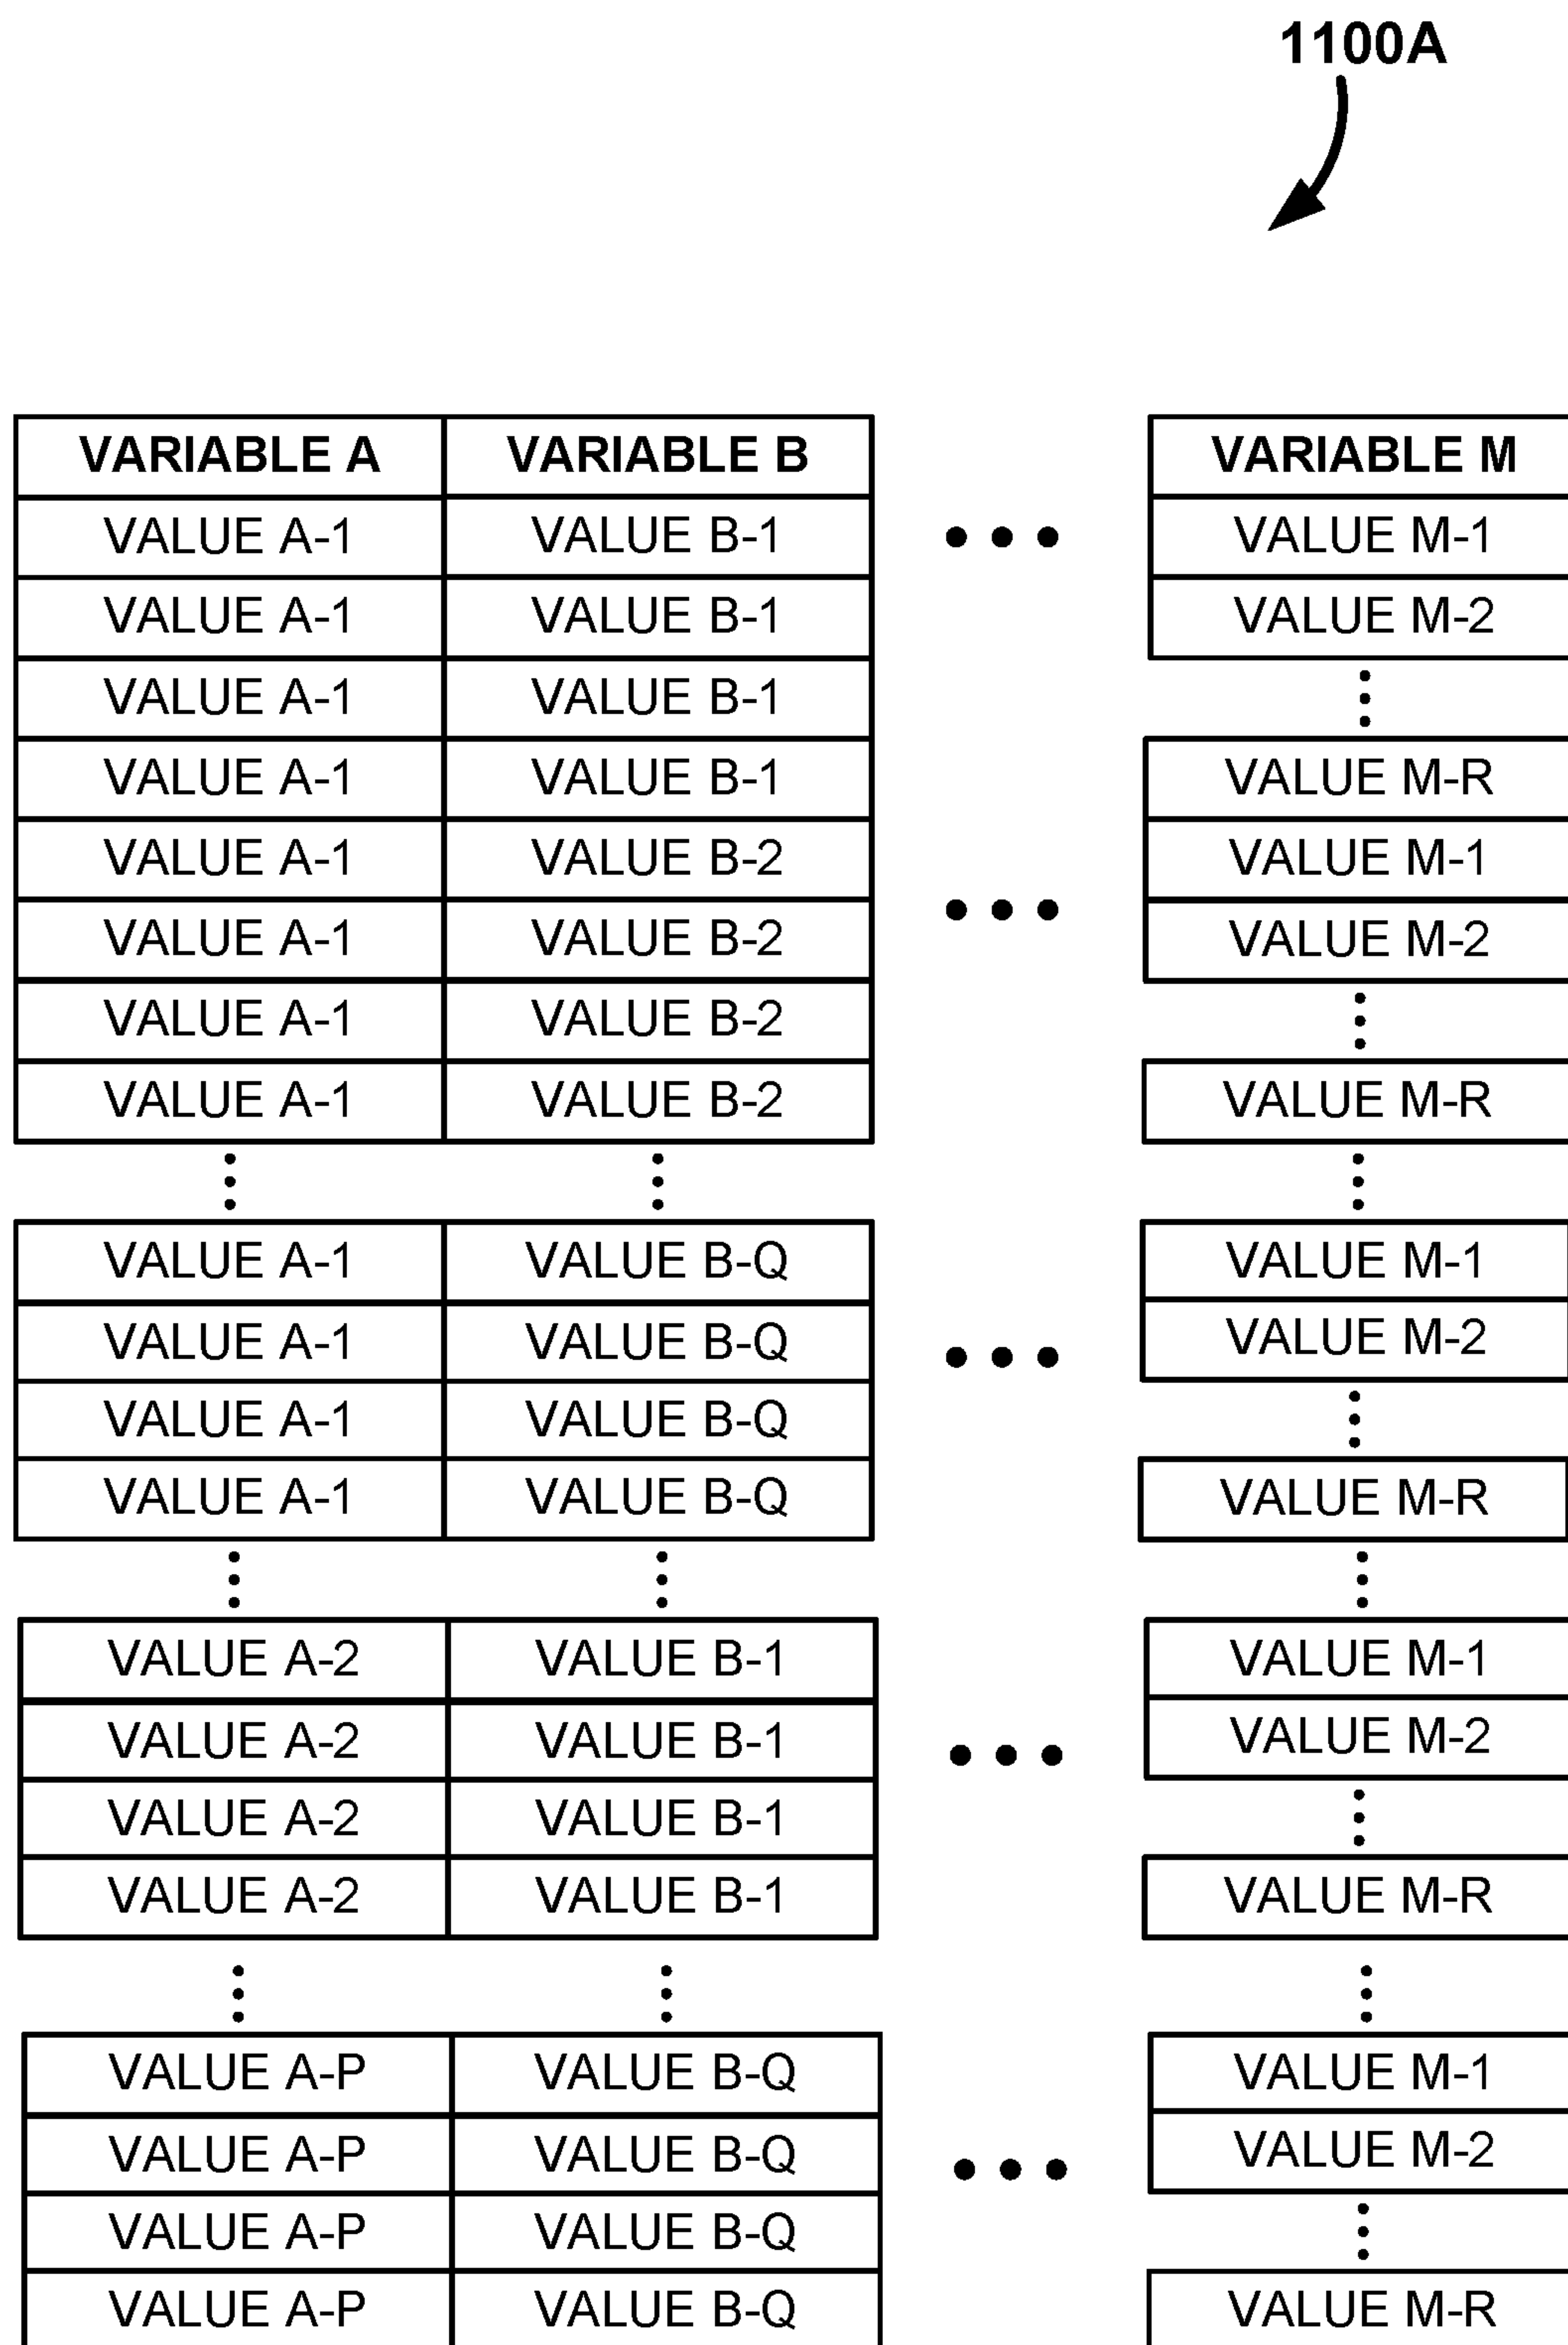 1100A
VARIABLE A VARIABLE B VARIABLE M
VALUE A-1 VALUE B-1 VALUE M-1
VALUE A-1 VALUE B-1 VALUE M-2
VALUE A-1 VALUE B-1
VALUE A-1 VALUE B-1 VALUE M-R
VALUE A-1 VALUE B-2 VALUE M-1
VALUE A-1 VALUE B-2 VALUE M-2
VALUE A-1 VALUE B-2
VALUE A-1 VALUE B-2 VALUE M-R
VALUE A-1 VALUE B-Q VALUE M-1
VALUE A-1 VALUE B-Q VALUE M-2
VALUE A-1 VALUE B-Q
VALUE A-1 VALUE B-Q VALUE M-R
VALUE A-2 VALUE B-1 VALUE M-1
VALUE A-2 VALUE B-1 VALUE M-2
VALUE A-2 VALUE B-1
VALUE A-2 VALUE B-1 VALUE M-R
VALUE A-P VALUE B-Q VALUE M-1
VALUE A-P VALUE B-Q VALUE M-2
VALUE A-P VALUE B-Q
VALUE A-P VALUE B-Q VALUE M-R